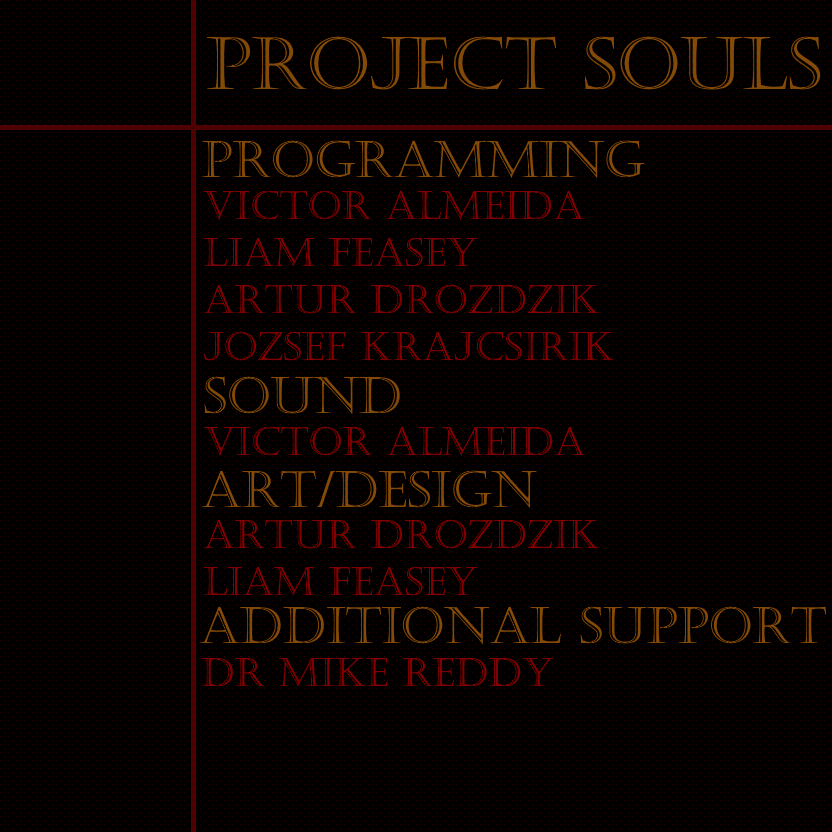 PROJECT SOULS
PROGRAMMING
VICTOR ALMEIDA
LIAM FEASEY
ARTUR DROZDZIK
JOZSEF KRAJCSIRIK
SOUND
VICTOR ALMEIDA
ART/DESIGN
ARTUR DROZDZIK
LIAM FEASEY
ADDITIONAL SUPPORT
DR MIKE REDDY